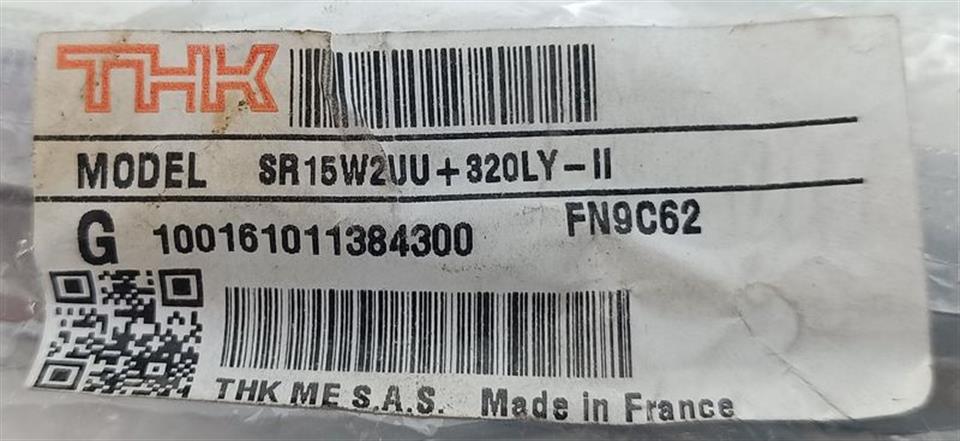 THK
MODEL SR15W2UU+320LY-II
G 100161011384300 FN9C62
THK ME S.A.S. Made in France